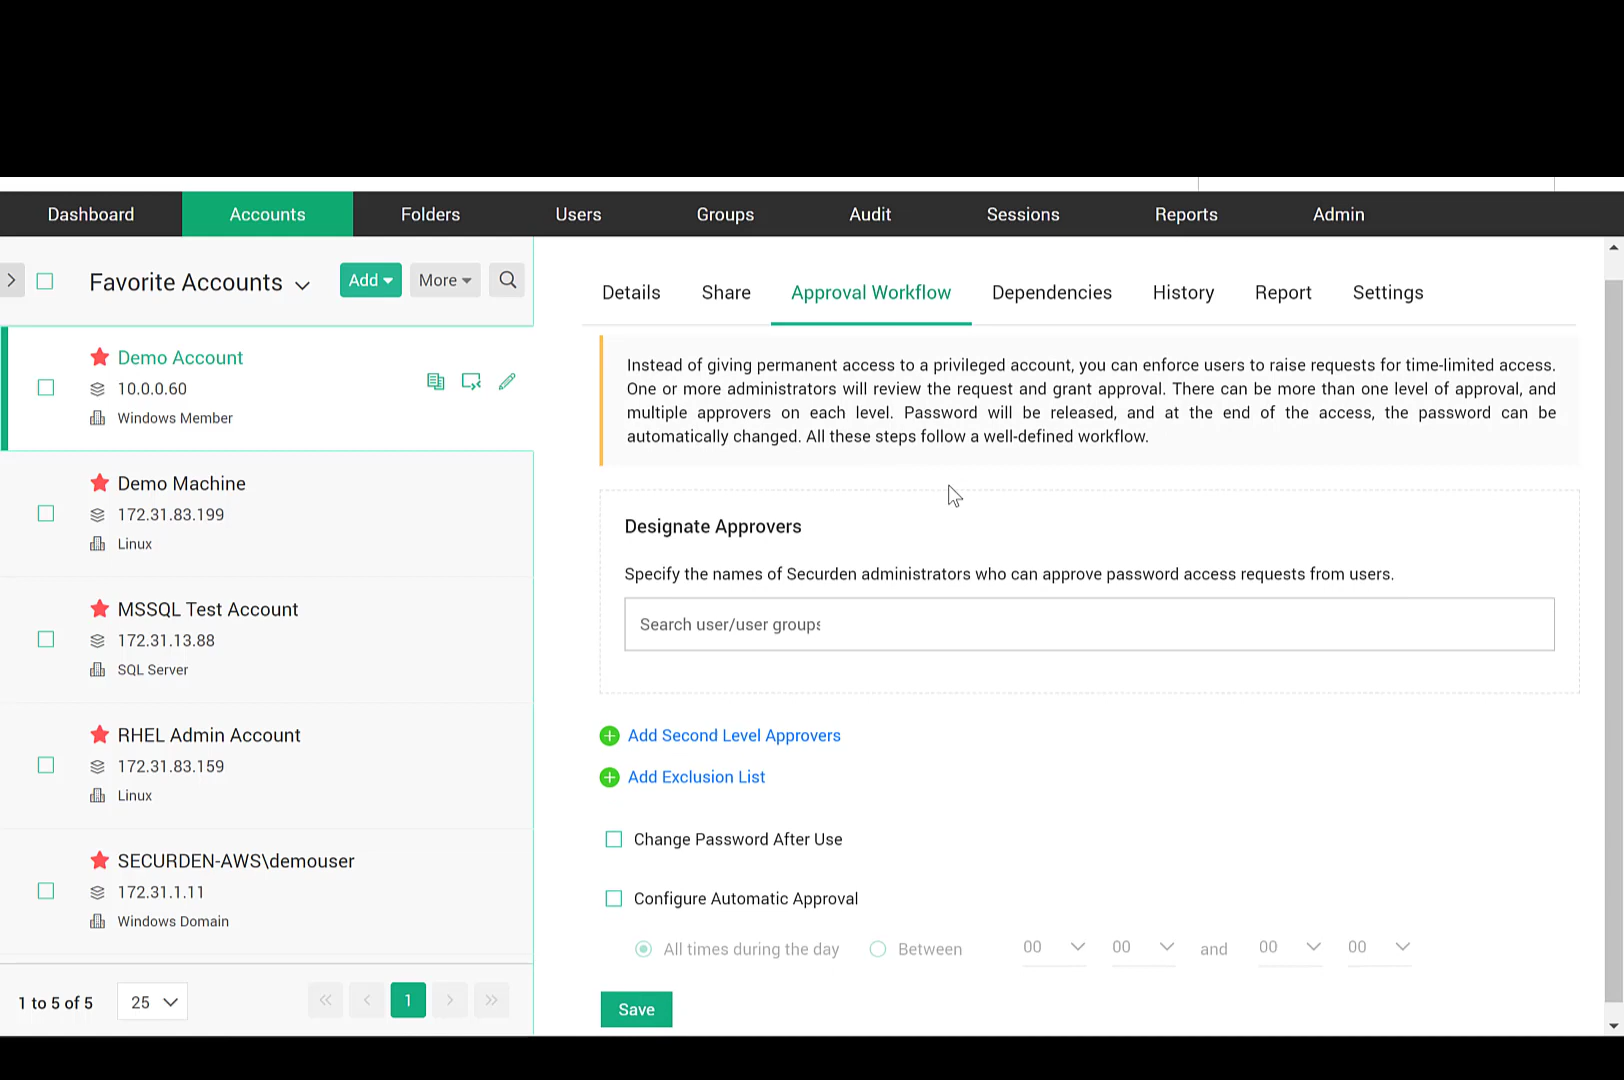 Dashboard Accounts Folders Users Groups Audit Sessions Reports Admin
Favorite Accounts Add More
Demo Account
10.0.0.60
Windows Member
Demo Machine
172.31.83.199
Linux
MSSQL Test Account
172.31.13.88
SQL Server
RHEL Admin Account
172.31.83.159
Linux
SECURDEN-AWS\demouser
172.31.1.11
Windows Domain
1 to 5 of 5 25 « < 1 > »
Details Share Approval Workflow Dependencies History Report Settings
Instead of giving permanent access to a privileged account, you can enforce users to raise requests for time-limited access.
One or more administrators will review the request and grant approval. There can be more than one level of approval, and
multiple approvers on each level. Password will be released, and at the end of the access, the password can be
automatically changed. All these steps follow a well-defined workflow.
Designate Approvers
Specify the names of Securden administrators who can approve password access requests from users.
Search user/user groups
Add Second Level Approvers
Add Exclusion List
Change Password After Use
Configure Automatic Approval
All times during the day Between 00 00 and 00 00
Save